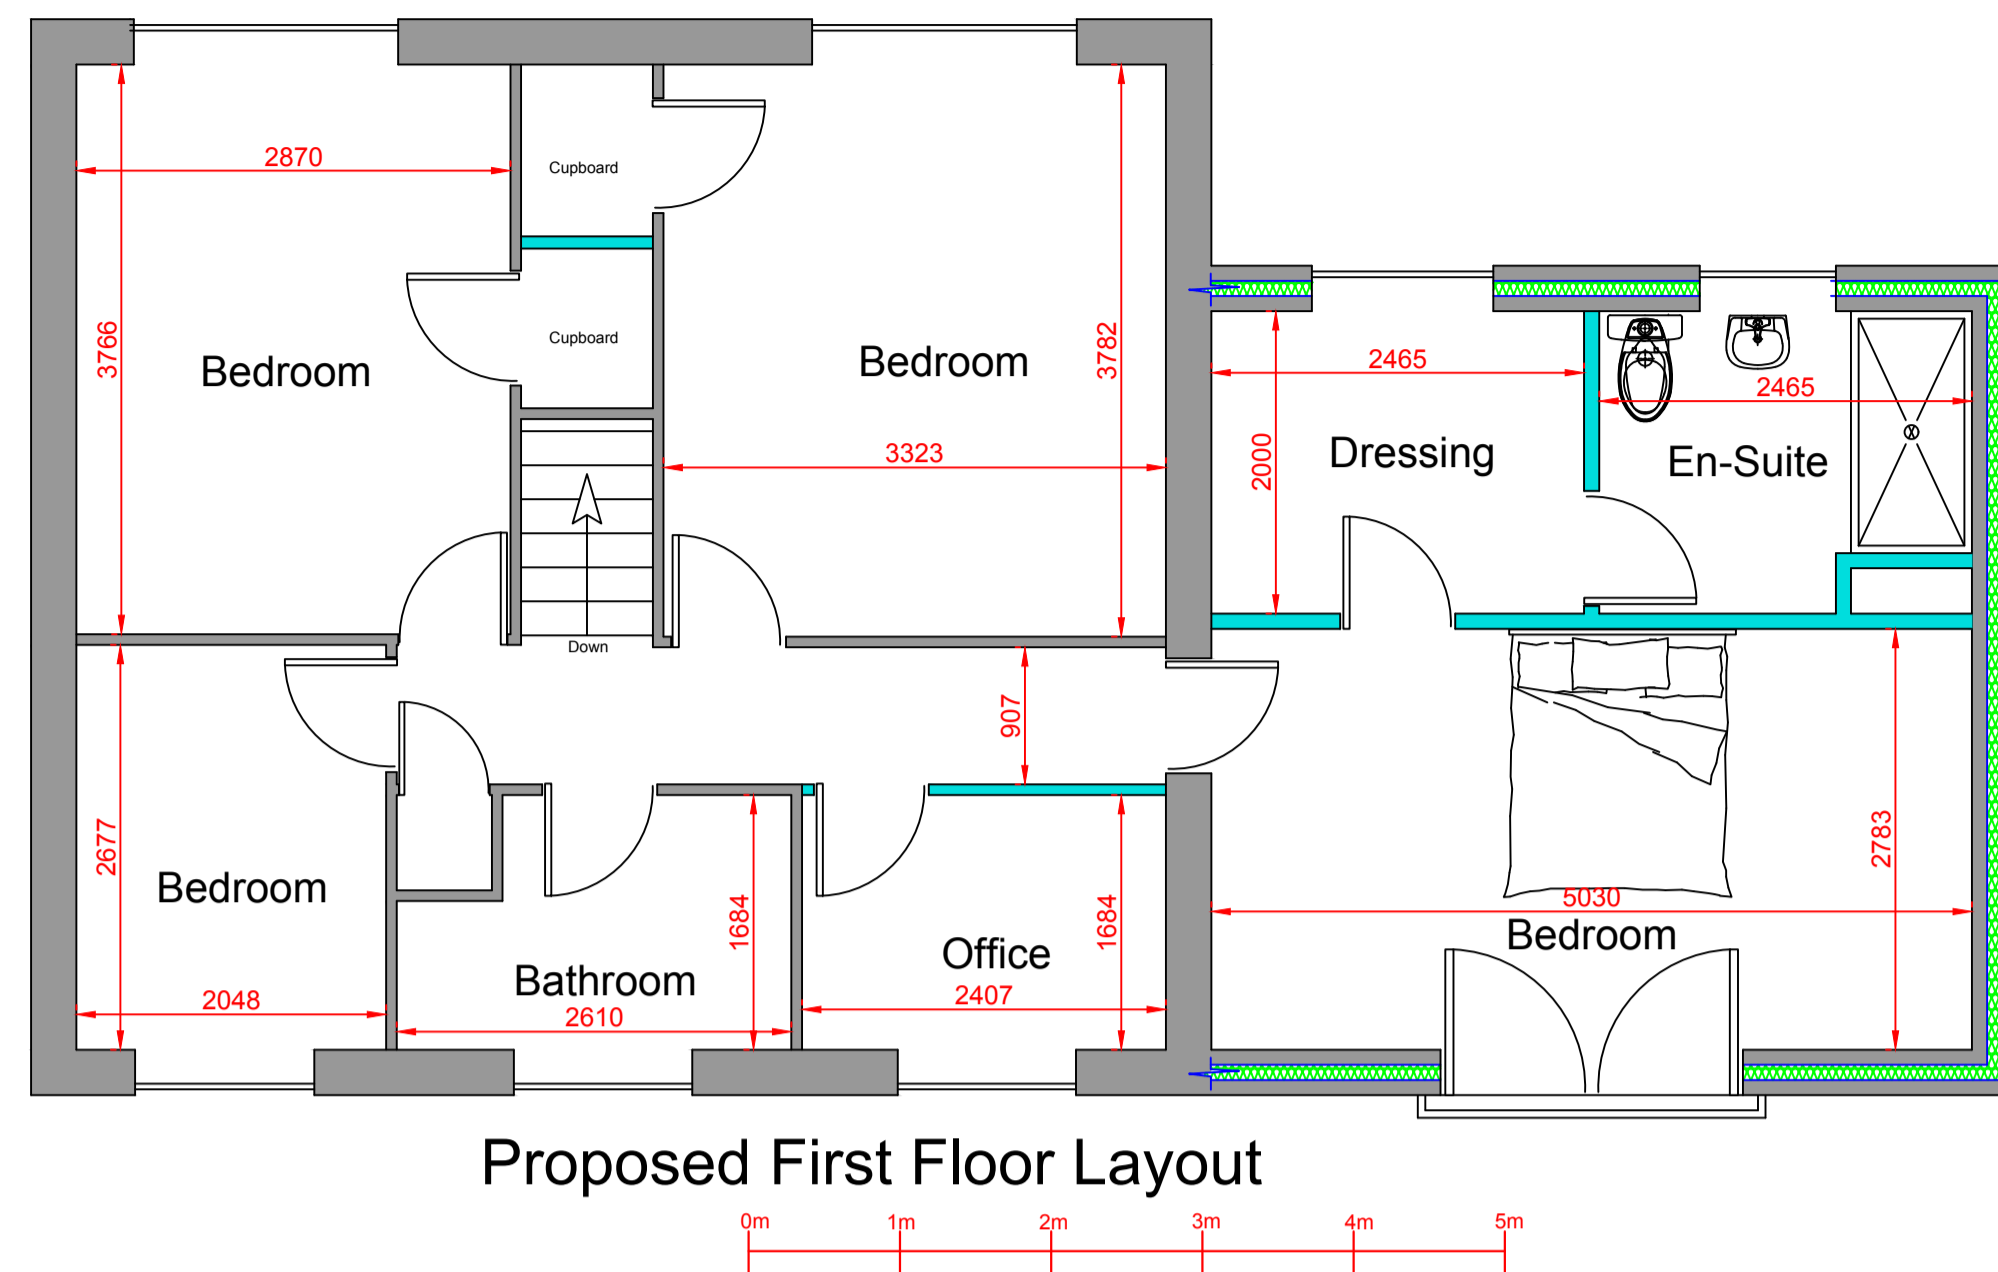 2870
Cupboard
Cupboard
3766
Bedroom
3782
Bedroom
3323
2465
2465
2000
Dressing
En-Suite
Down
907
2677
Bedroom
2048
1684
Bathroom
2610
1684
Office
2407
2783
5030
Bedroom
Proposed First Floor Layout
0m 1m 2m 3m 4m 5m